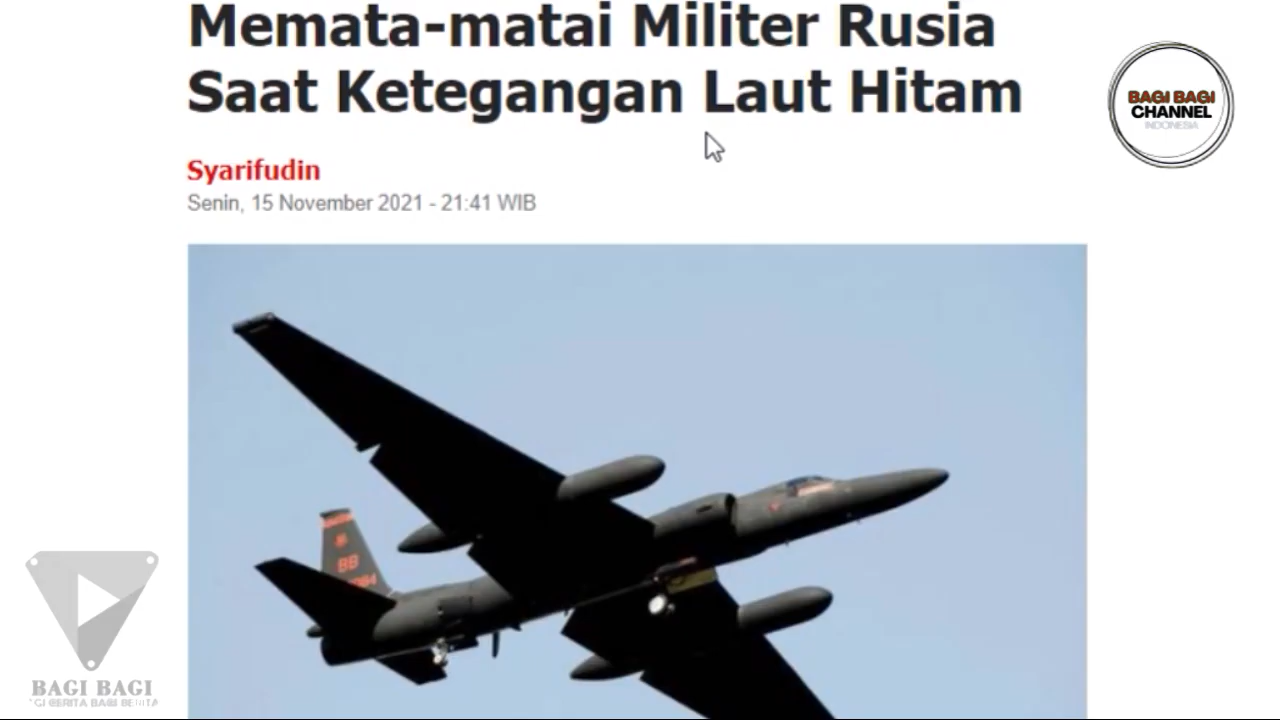 Memata-matai Militer Rusia
Saat Ketegangan Laut Hitam
BAGI BAGI
CHANNEL
INDONESIA
Syarifudin
Senin, 15 November 2021 - 21:41 WIB
BB
BAGI BAGI